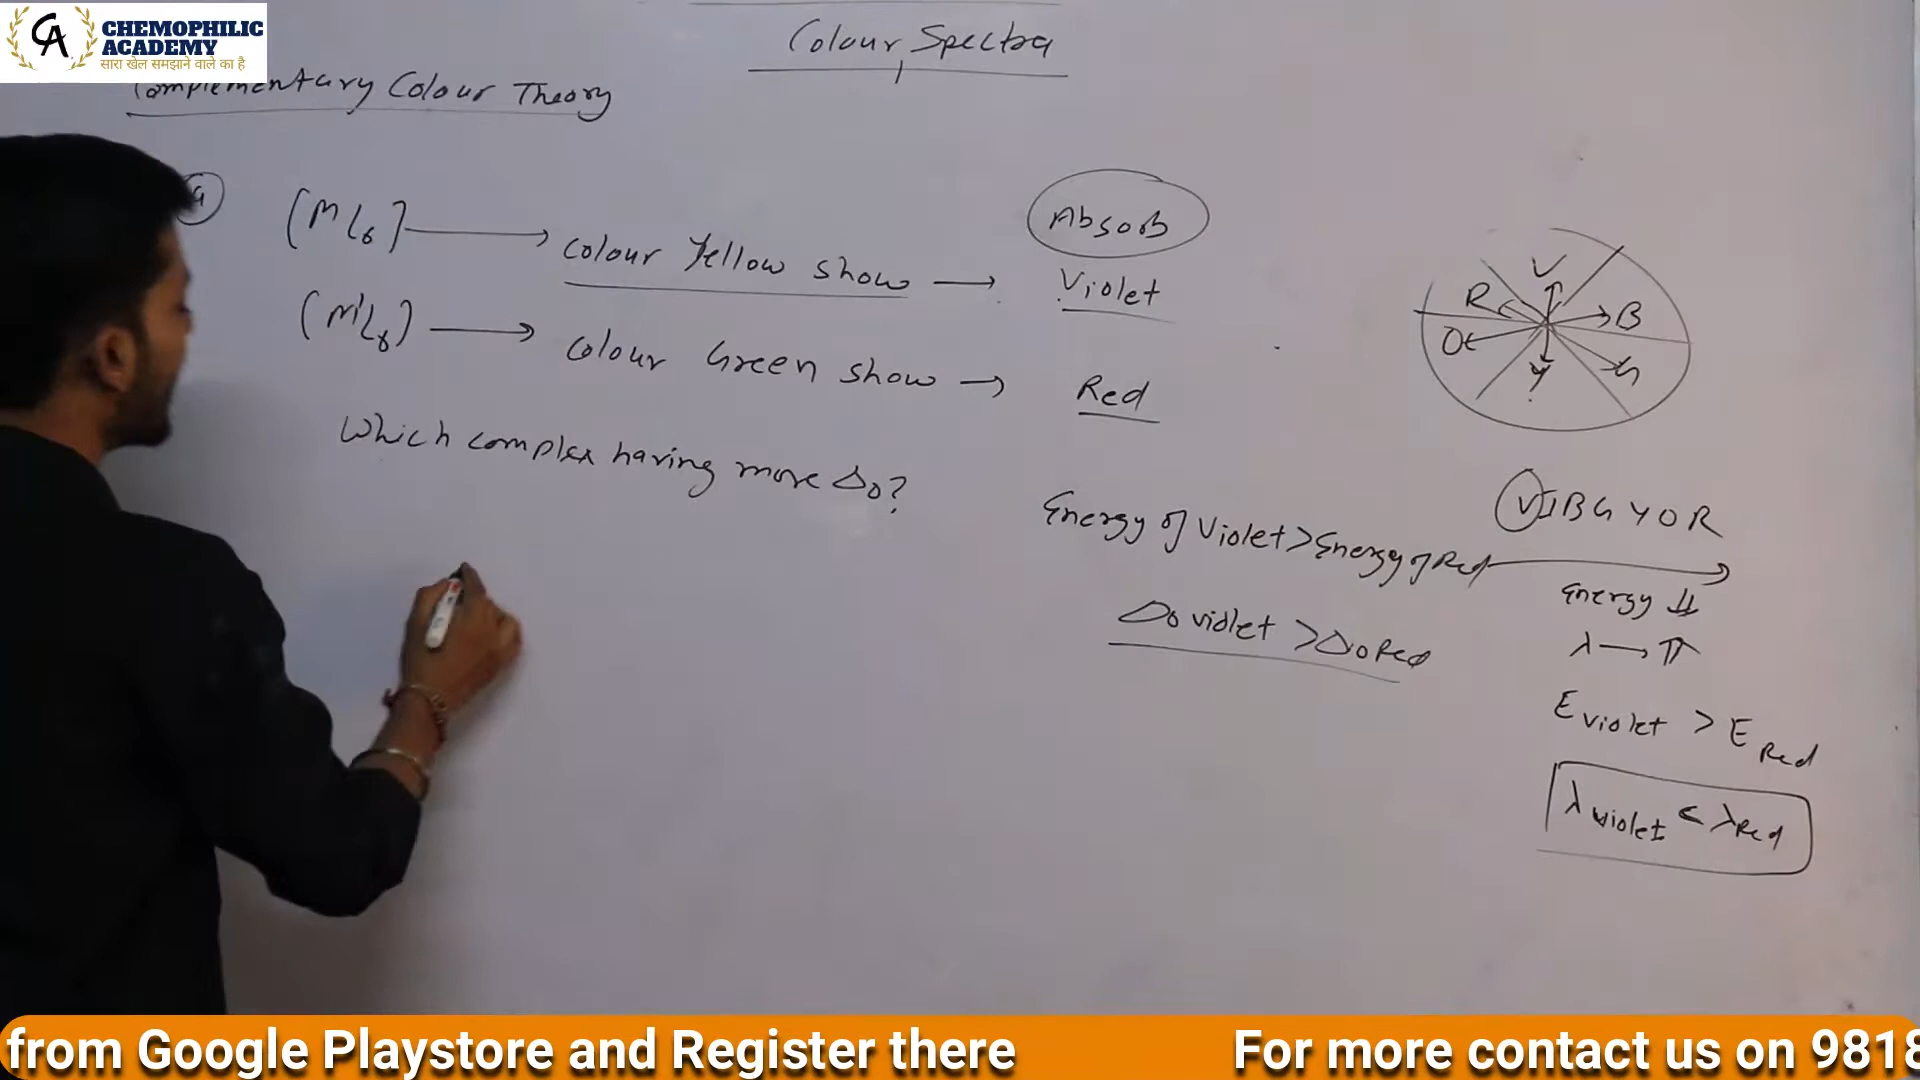 CHEMOPHILIC
ACADEMY
सारा खेल समझाने वाले का है
Colour Spectra
Complementary Colour Theory
[ML6] → colour Yellow show → Violet
Absorb
[M'L6] → colour Green show → Red
Which complex having more Δo?
V
R B
O G
Y
VIBGYOR
Energy of Violet > Energy of Red
Energy ↓↓
Δo violet > Δo Red
λ → ↑↑
E violet > E Red
λ violet < λ Red
from Google Playstore and Register there For more contact us on 9818